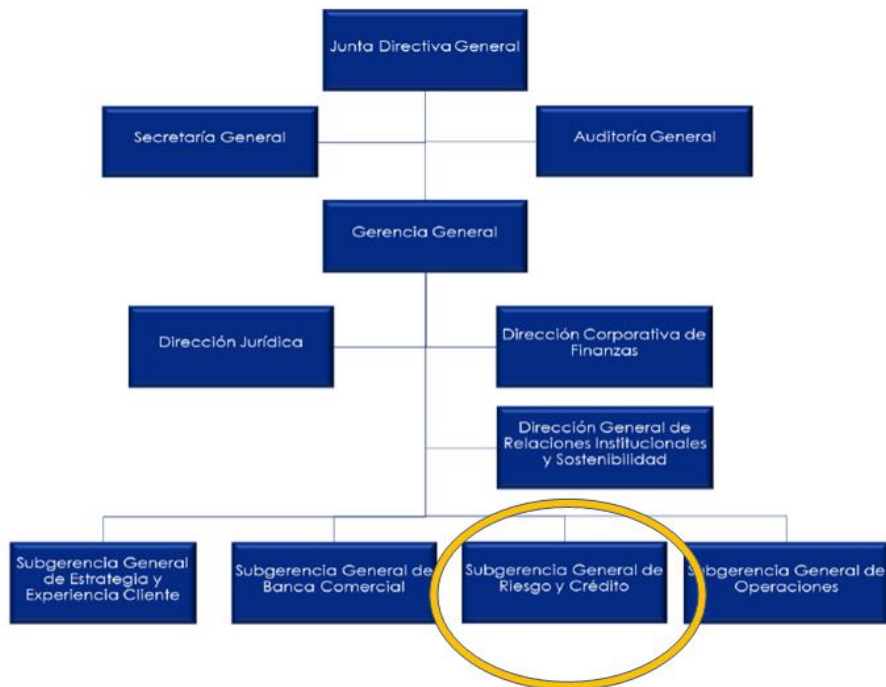 Junta Directiva General
Secretaría General
Auditoría General
Gerencia General
Dirección Jurídica
Dirección Corporativa de
Finanzas
Dirección General de
Relaciones Institucionales
y Sostenibilidad
Subgerencia General
de Estrategia y
Experiencia Cliente
Subgerencia General de
Banca Comercial
Subgerencia General de
Riesgo y Crédito
Subgerencia General de
Operaciones